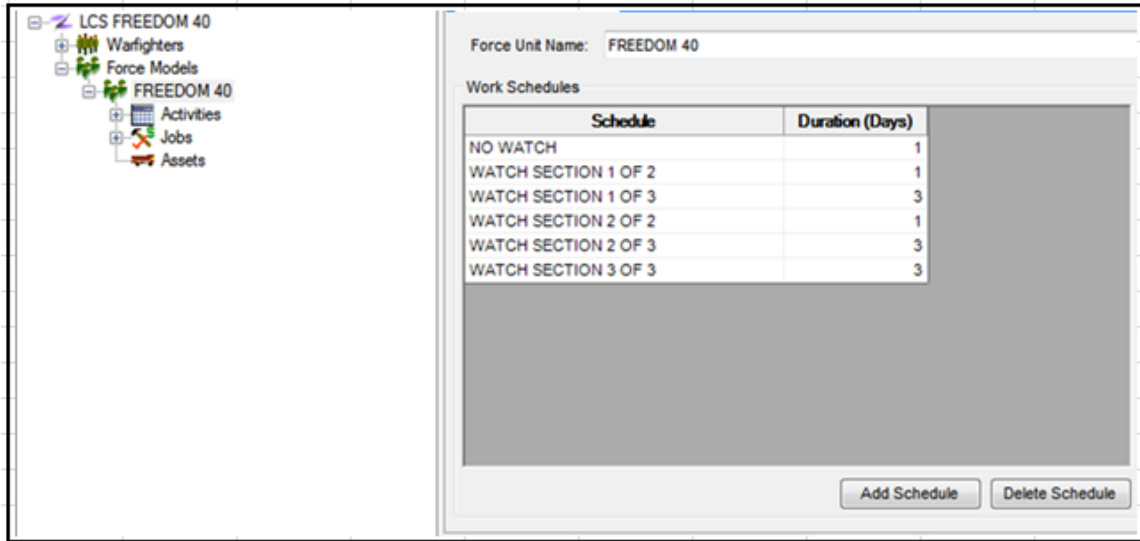 LCS FREEDOM 40
Warfighters
Force Models
FREEDOM 40
Activities
Jobs
Assets
Force Unit Name: FREEDOM 40
Work Schedules
Schedule Duration (Days)
NO WATCH 1
WATCH SECTION 1 OF 2 1
WATCH SECTION 1 OF 3 3
WATCH SECTION 2 OF 2 1
WATCH SECTION 2 OF 3 3
WATCH SECTION 3 OF 3 3
Add Schedule Delete Schedule